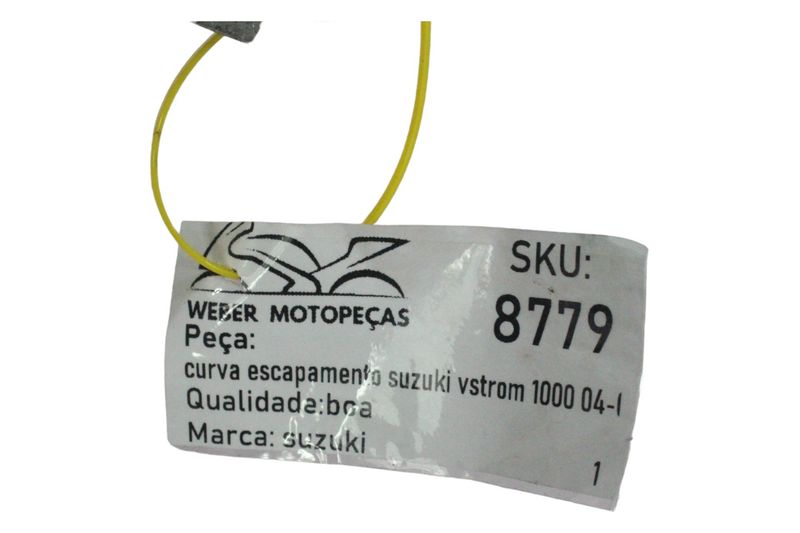 WEBER MOTOPEÇAS
SKU:
8779
Peça:
curva escapamento suzuki vstrom 1000 04-
Qualidade:boa
Marca: suzuki
1